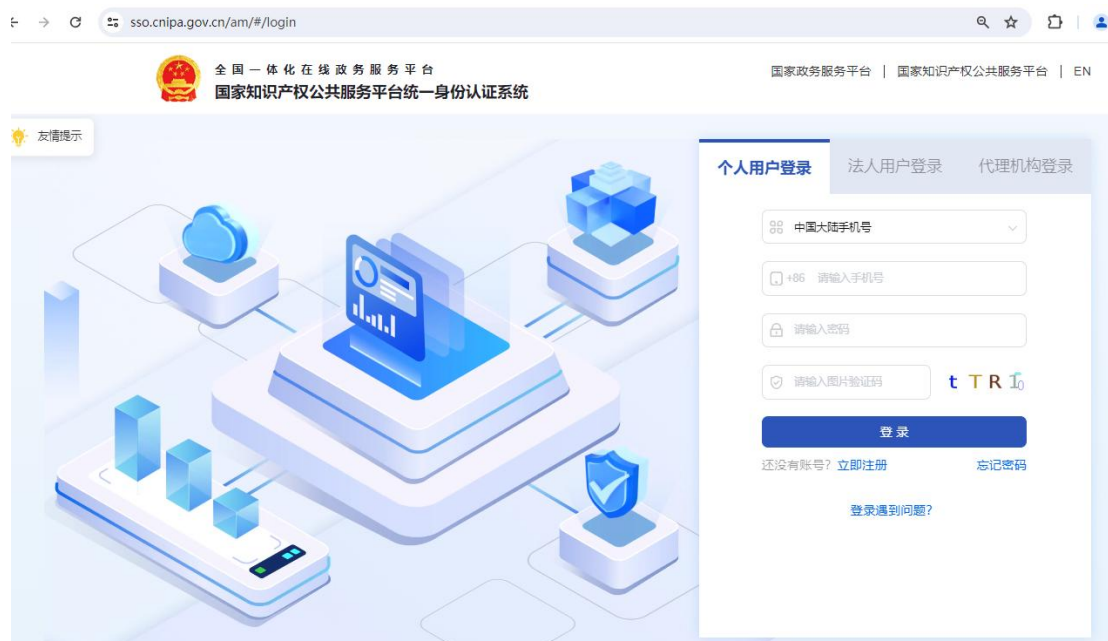 sso.cnipa.gov.cn/am/#/login
全国一体化在线政务服务平台
国家知识产权公共服务平台统一身份认证系统
国家政务服务平台 | 国家知识产权公共服务平台 | EN
友情提示
个人用户登录 法人用户登录 代理机构登录
中国大陆手机号
+86 请输入手机号
请输入密码
请输入图片验证码
t T R
登录
还没有账号? 立即注册 忘记密码
登录遇到问题?